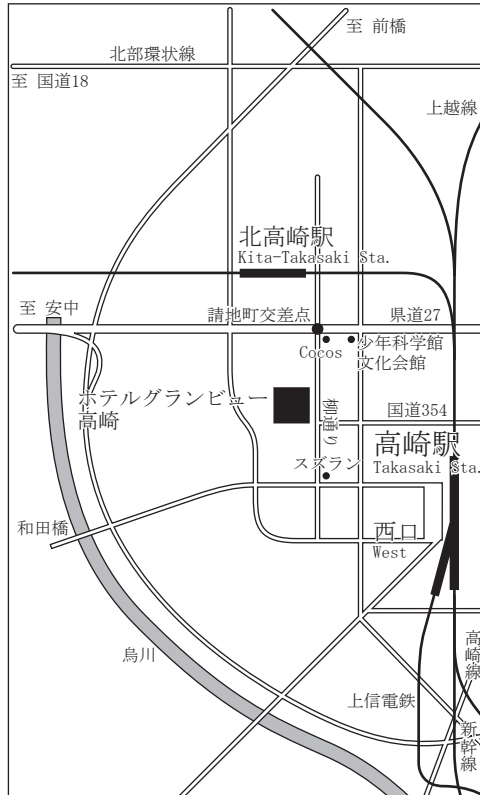 至 前橋
北部環状線
至 国道18
上越線
北高崎駅
Kita-Takasaki Sta.
至 安中
請地町交差点
県道27
Cocos
少年科学館
文化会館
ホテルグランビュー
高崎
柳通り
国道354
高崎駅
Takasaki Sta.
スズラン
和田橋
西口
West
烏川
高崎線
上信電鉄
新幹線